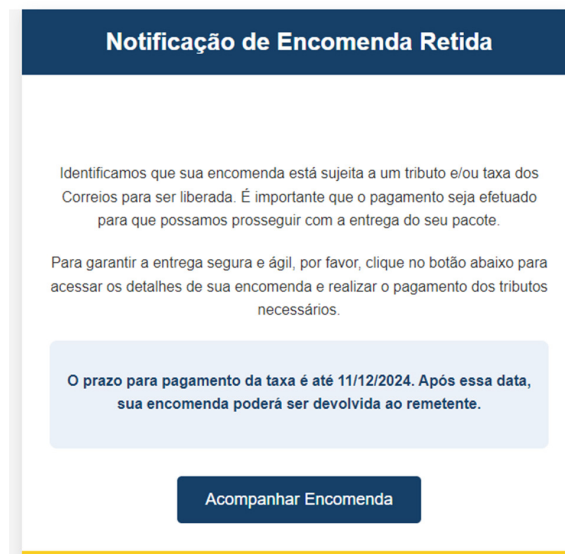 Notificação de Encomenda Retida
Identificamos que sua encomenda está sujeita a um tributo e/ou taxa dos
Correios para ser liberada. É importante que o pagamento seja efetuado
para que possamos prosseguir com a entrega do seu pacote.
Para garantir a entrega segura e ágil, por favor, clique no botão abaixo para
acessar os detalhes de sua encomenda e realizar o pagamento dos tributos
necessários.
O prazo para pagamento da taxa é até 11/12/2024. Após essa data,
sua encomenda poderá ser devolvida ao remetente.
Acompanhar Encomenda